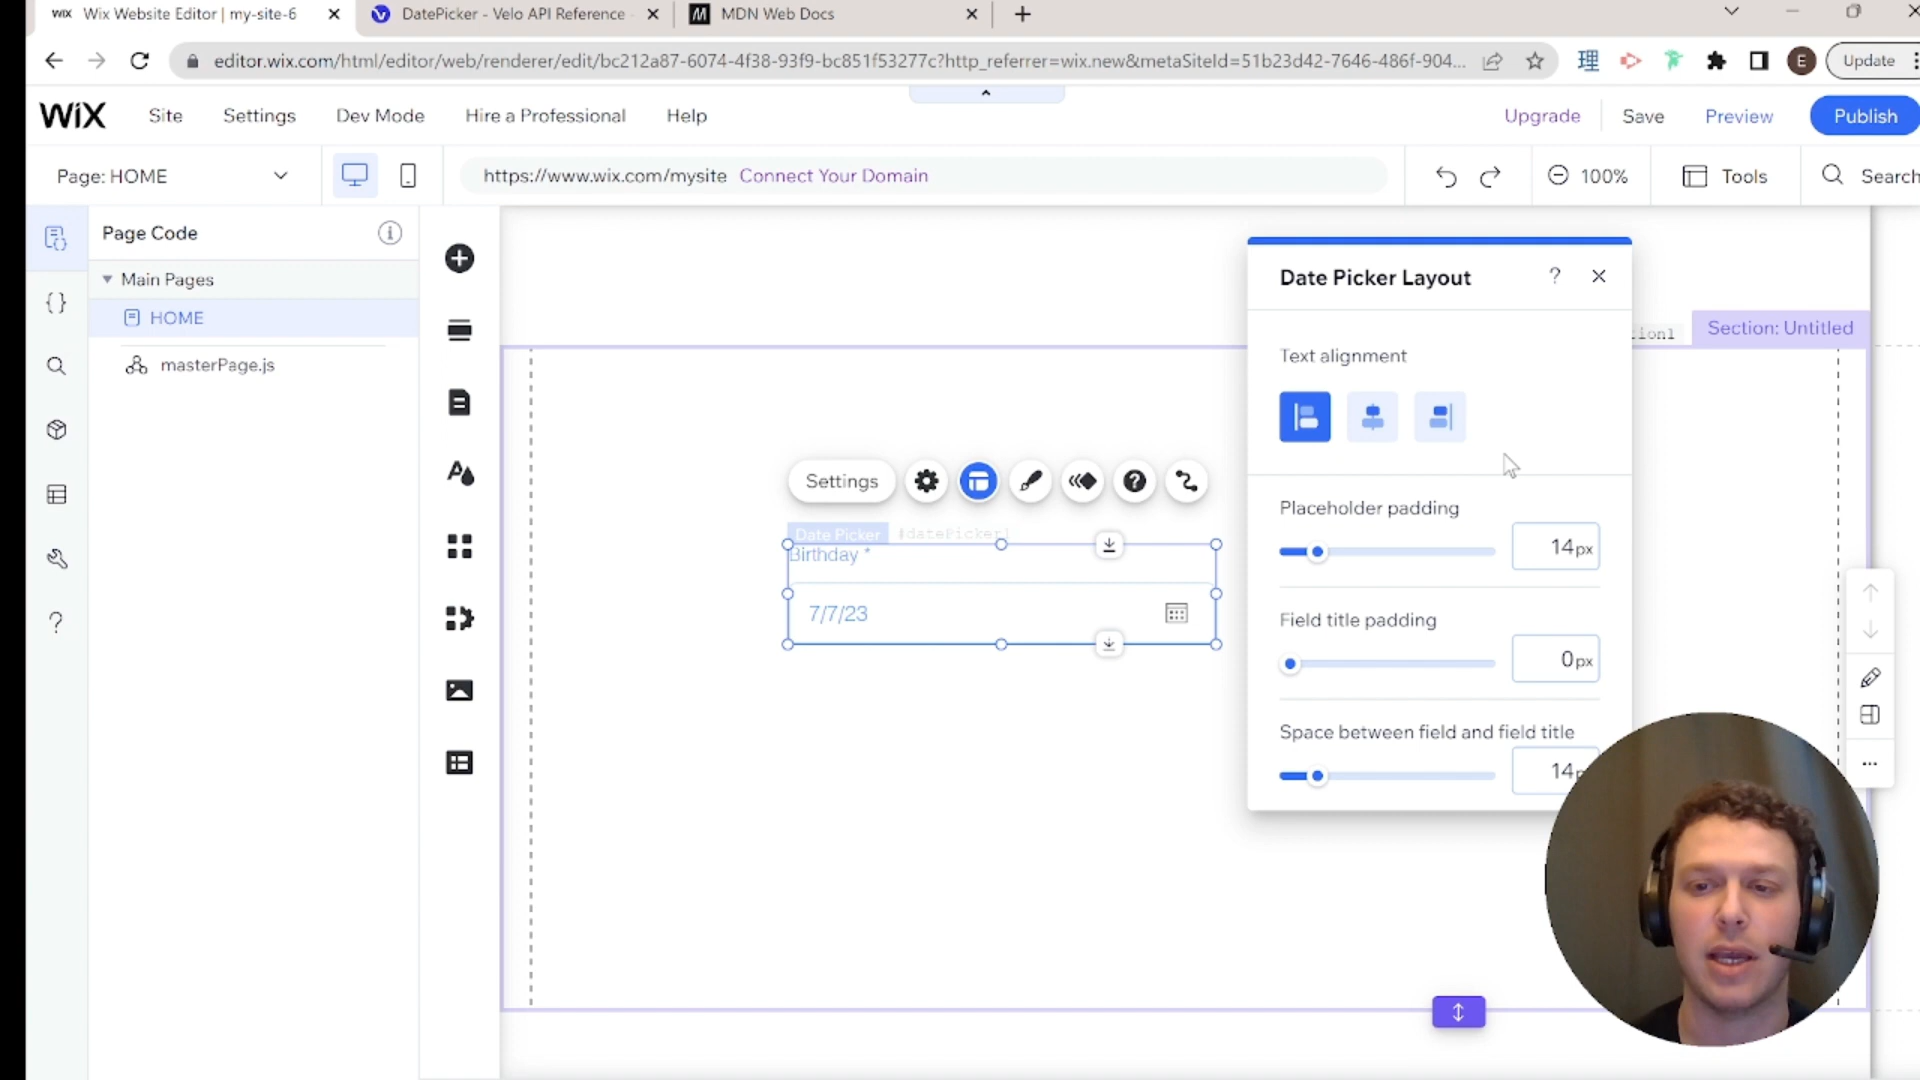 WiX Wix Website Editor | my-site-6
DatePicker - Velo API Reference -
MDN Web Docs
editor.wix.com/html/editor/web/renderer/edit/bc212a87-6074-4f38-93f9-bc851f53277c?http_referrer=wix.new&metaSiteId=51b23d42-7646-486f-904...
理
E
Update
WiX
Site
Settings
Dev Mode
Hire a Professional
Help
Upgrade
Save
Preview
Publish
Page: HOME
https://www.wix.com/mysite Connect Your Domain
100%
Tools
Search
Page Code
Main Pages
HOME
masterPage.js
Date Picker Layout
Section: Untitled
Text alignment
Settings
Placeholder padding
14px
Date Picker #datePicker1
Birthday *
7/7/23
Field title padding
0px
Space between field and field title
14